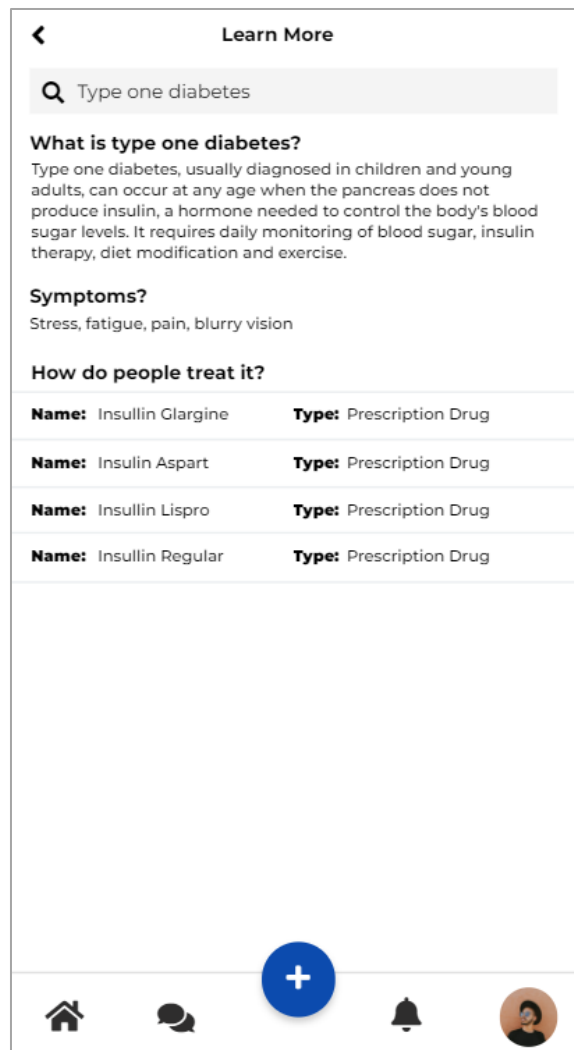 Learn More
Type one diabetes
What is type one diabetes?
Type one diabetes, usually diagnosed in children and young
adults, can occur at any age when the pancreas does not
produce insulin, a hormone needed to control the body's blood
sugar levels. It requires daily monitoring of blood sugar, insulin
therapy, diet modification and exercise.
Symptoms?
Stress, fatigue, pain, blurry vision
How do people treat it?
Name: Insullin Glargine Type: Prescription Drug
Name: Insulin Aspart Type: Prescription Drug
Name: Insullin Lispro Type: Prescription Drug
Name: Insullin Regular Type: Prescription Drug